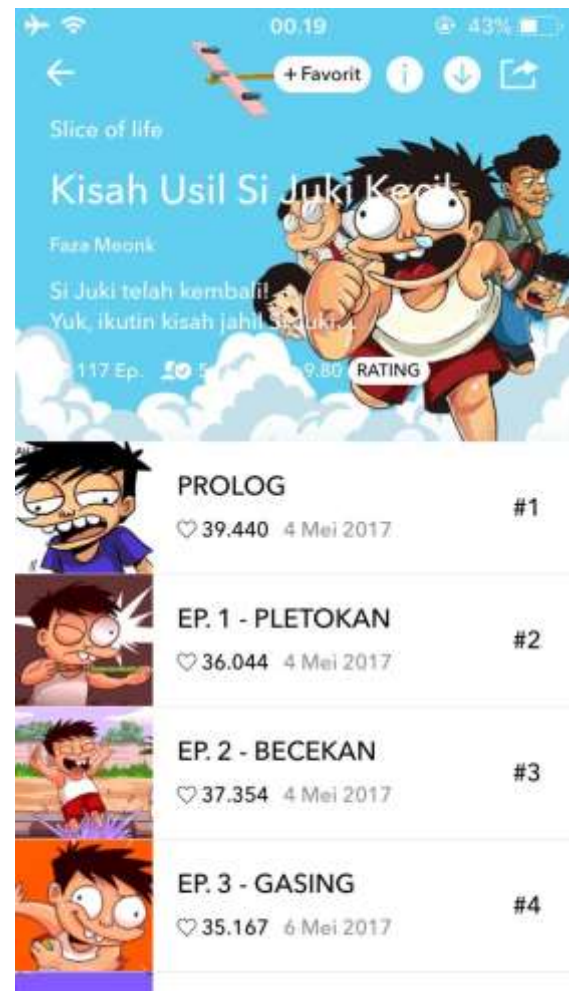 00.19
43%
+ Favorit
Slice of life
Kisah Usil Si Juki Kecil
Faza Meonk
Si Juki telah kembali!
Yuk, ikutin kisah jahil Si Juki...
117 Ep. 9.80 RATING
PROLOG
39.440 4 Mei 2017
#1
EP. 1 - PLETOKAN
36.044 4 Mei 2017
#2
EP. 2 - BECEKAN
37.354 4 Mei 2017
#3
EP. 3 - GASING
35.167 6 Mei 2017
#4